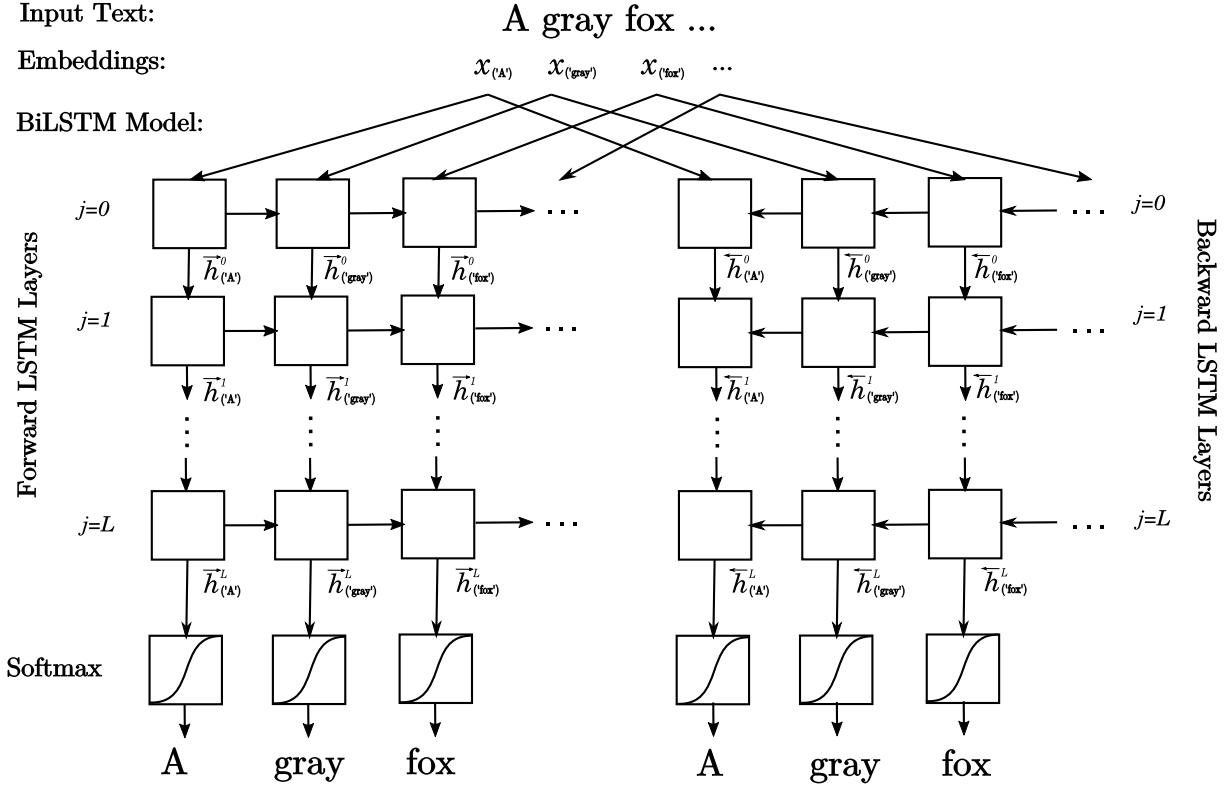 Input Text: A gray fox ...
Embeddings: x('A') x('gray') x('fox') ...
BiLSTM Model:
j=0 ... ... j=0
h⃗⁰('A') h⃗⁰('gray') h⃗⁰('fox') h⃖⁰('A') h⃖⁰('gray') h⃖⁰('fox')
Forward LSTM Layers
Backward LSTM Layers
j=1 ... ... j=1
h⃗¹('A') h⃗¹('gray') h⃗¹('fox') h⃖¹('A') h⃖¹('gray') h⃖¹('fox')
j=L ... ... j=L
h⃗ᴸ('A') h⃗ᴸ('gray') h⃗ᴸ('fox') h⃖ᴸ('A') h⃖ᴸ('gray') h⃖ᴸ('fox')
Softmax
A gray fox A gray fox